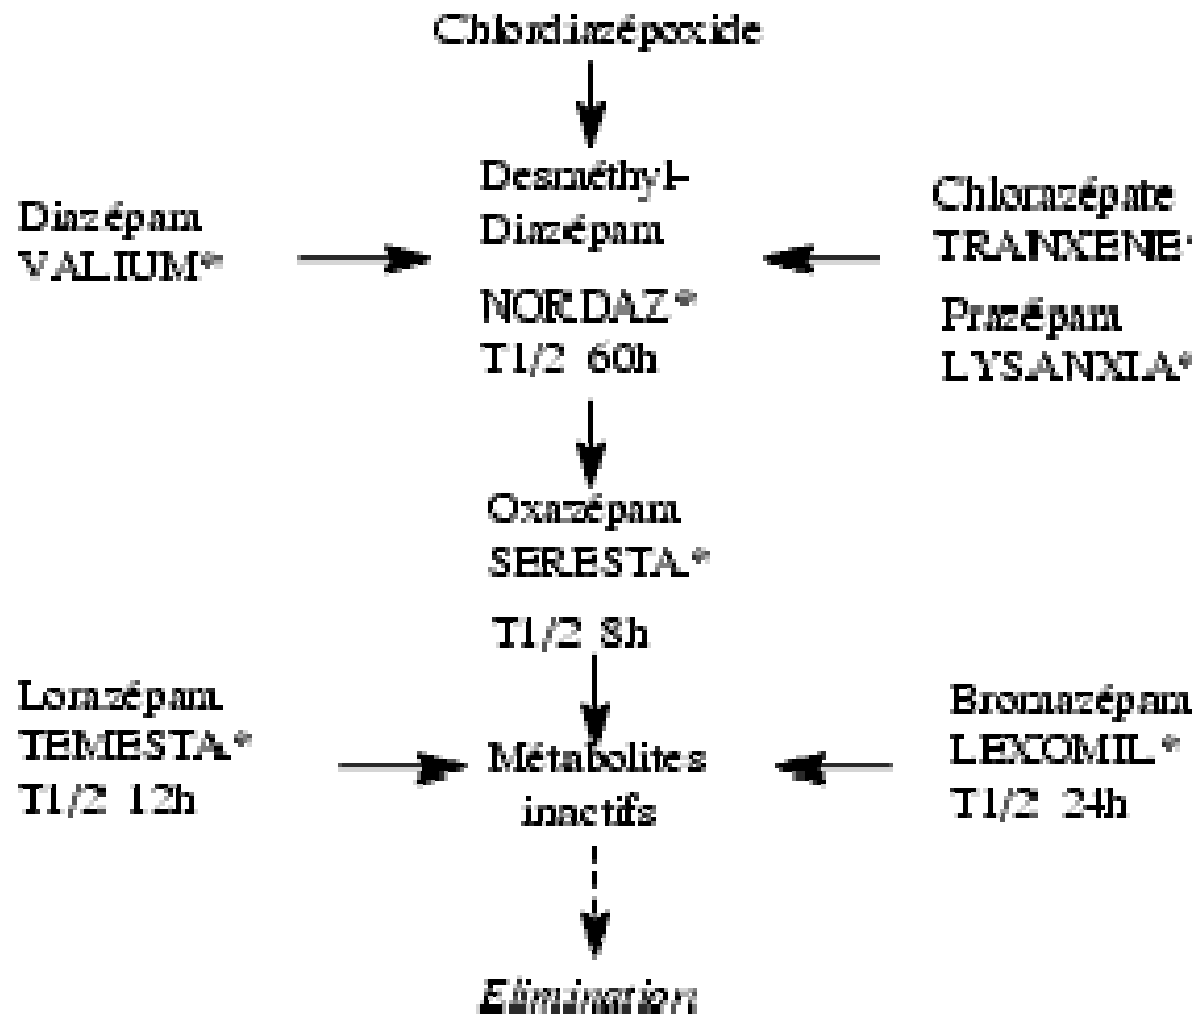 Chlordiazépoxide
Desméthyl-
Diazépam
NORDAZ*
T1/2 60h
Diazépam
VALIUM*
Chlorazépate
TRANXENE*
Prazépam
LYSANXIA*
Oxazépam
SERESTA*
T1/2 8h
Lorazépam
TEMESTA*
T1/2 12h
Métabolites
inactifs
Bromazépam
LEXOMIL*
T1/2 24h
Elimination